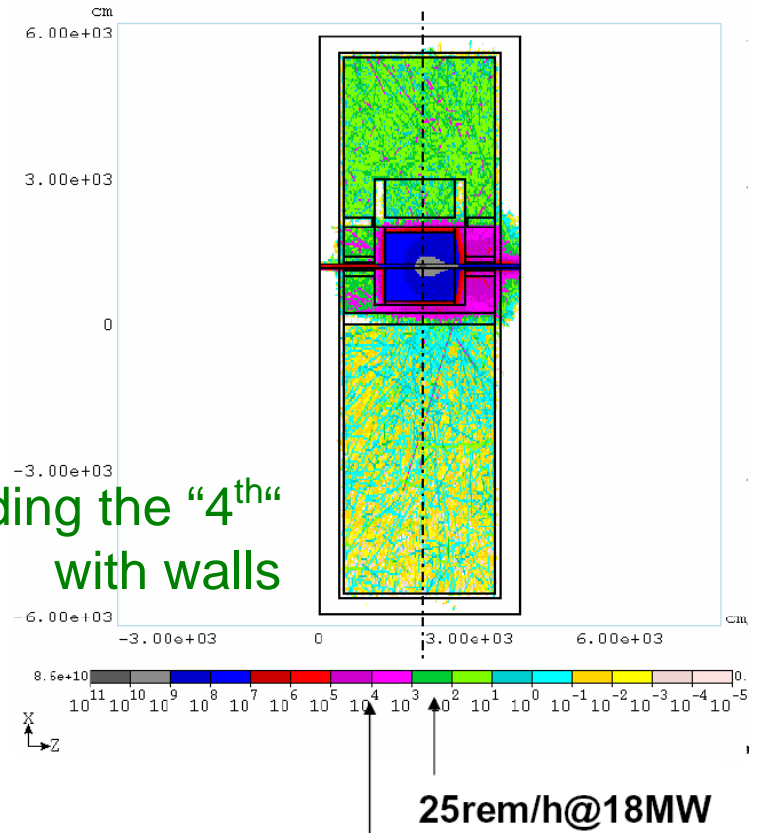 cm
6.00e+03
3.00e+03
0
-3.00e+03
ding the “4th“
with walls
-6.00e+03
cm
-3.00e+03 0 3.00e+03 6.00e+03
8.6e+10 0.
10^11 10^10 10^9 10^8 10^7 10^6 10^5 10^4 10^3 10^2 10^1 10^0 10^-1 10^-2 10^-3 10^-4 10^-5
X
Z
25rem/h@18MW